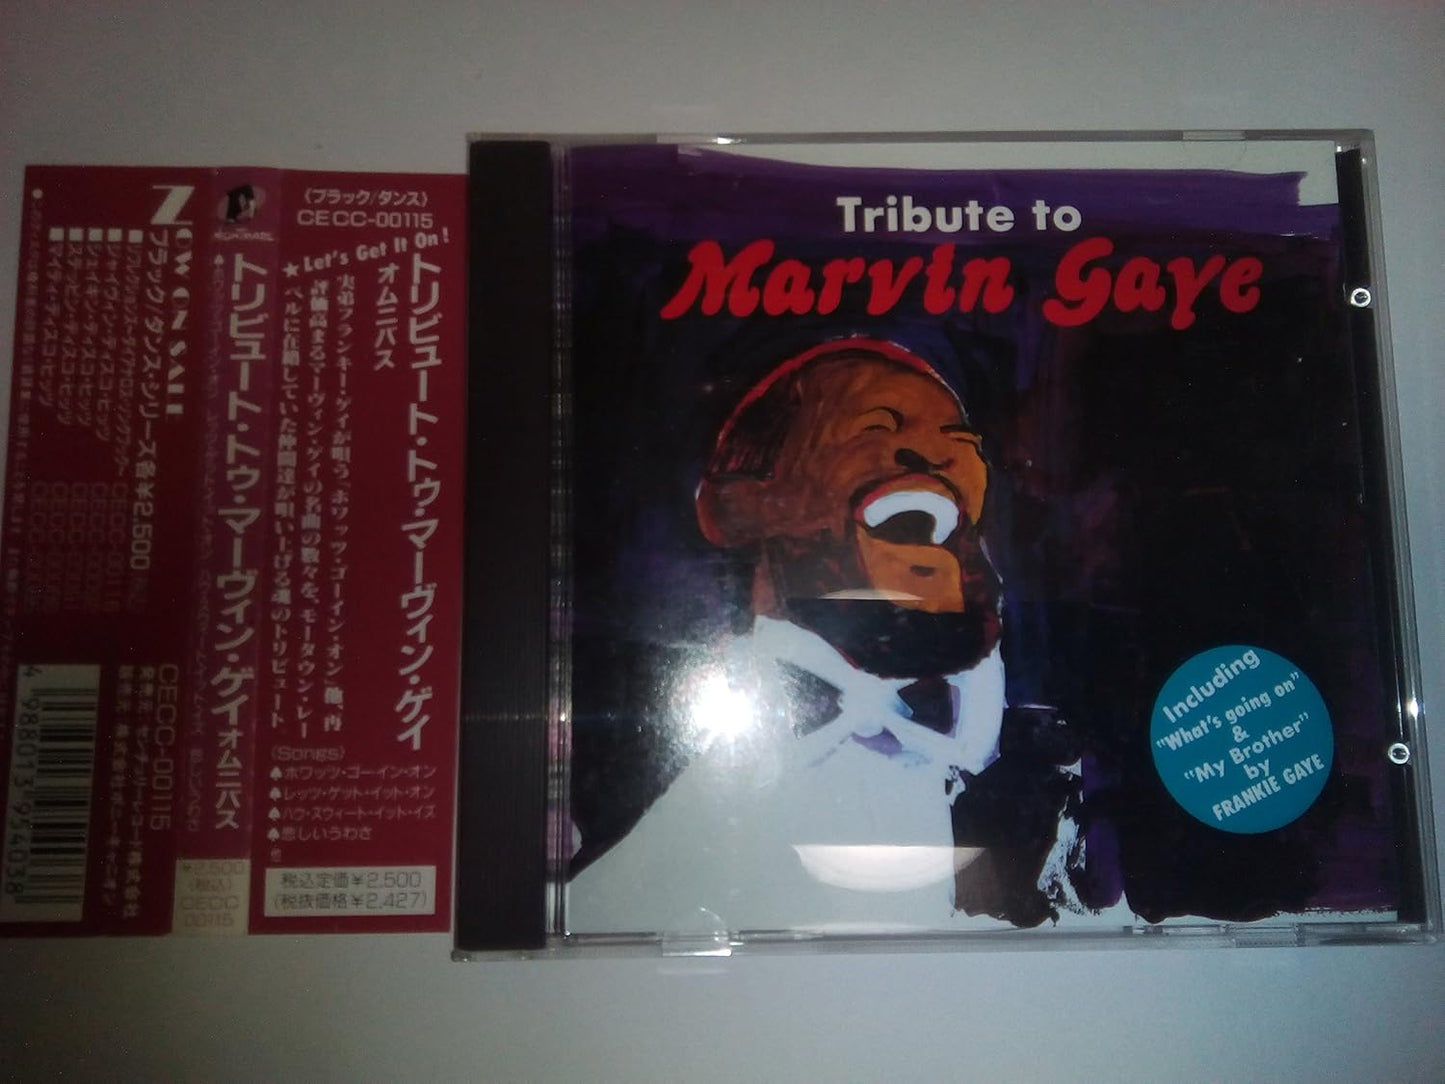 NOW ON SALE
ブラック/ダンス・シリーズ各¥2,500
CECC-00115
4 988013 954038
トリビュート・トゥ・マーヴィン・ゲイ オムニバス
¥2,500
(税込)
CECC
00115
《ブラック/ダンス》
CECC-00115
★Let's Get It On!
トリビュート・トゥ・マーヴィン・ゲイ
オムニバス
実弟フランキー・ゲイが唄う「ホワッツ・ゴーイン・オン」他、再
評価高まるマーヴィン・ゲイの名曲の数々を、モータウン・レー
ベルに在籍していた仲間達が唄い上げる魂のトリビュート
(Songs)
♠ホワッツ・ゴーイン・オン
♠レッツ・ゲット・イット・オン
♠ハウ・スウィート・イット・イズ
♠悲しいうわさ
他
税込定価¥2,500
(税抜価格¥2,427)
Tribute to
Marvin Gaye
Including
"What's going on"
&
"My Brother"
by
FRANKIE GAYE